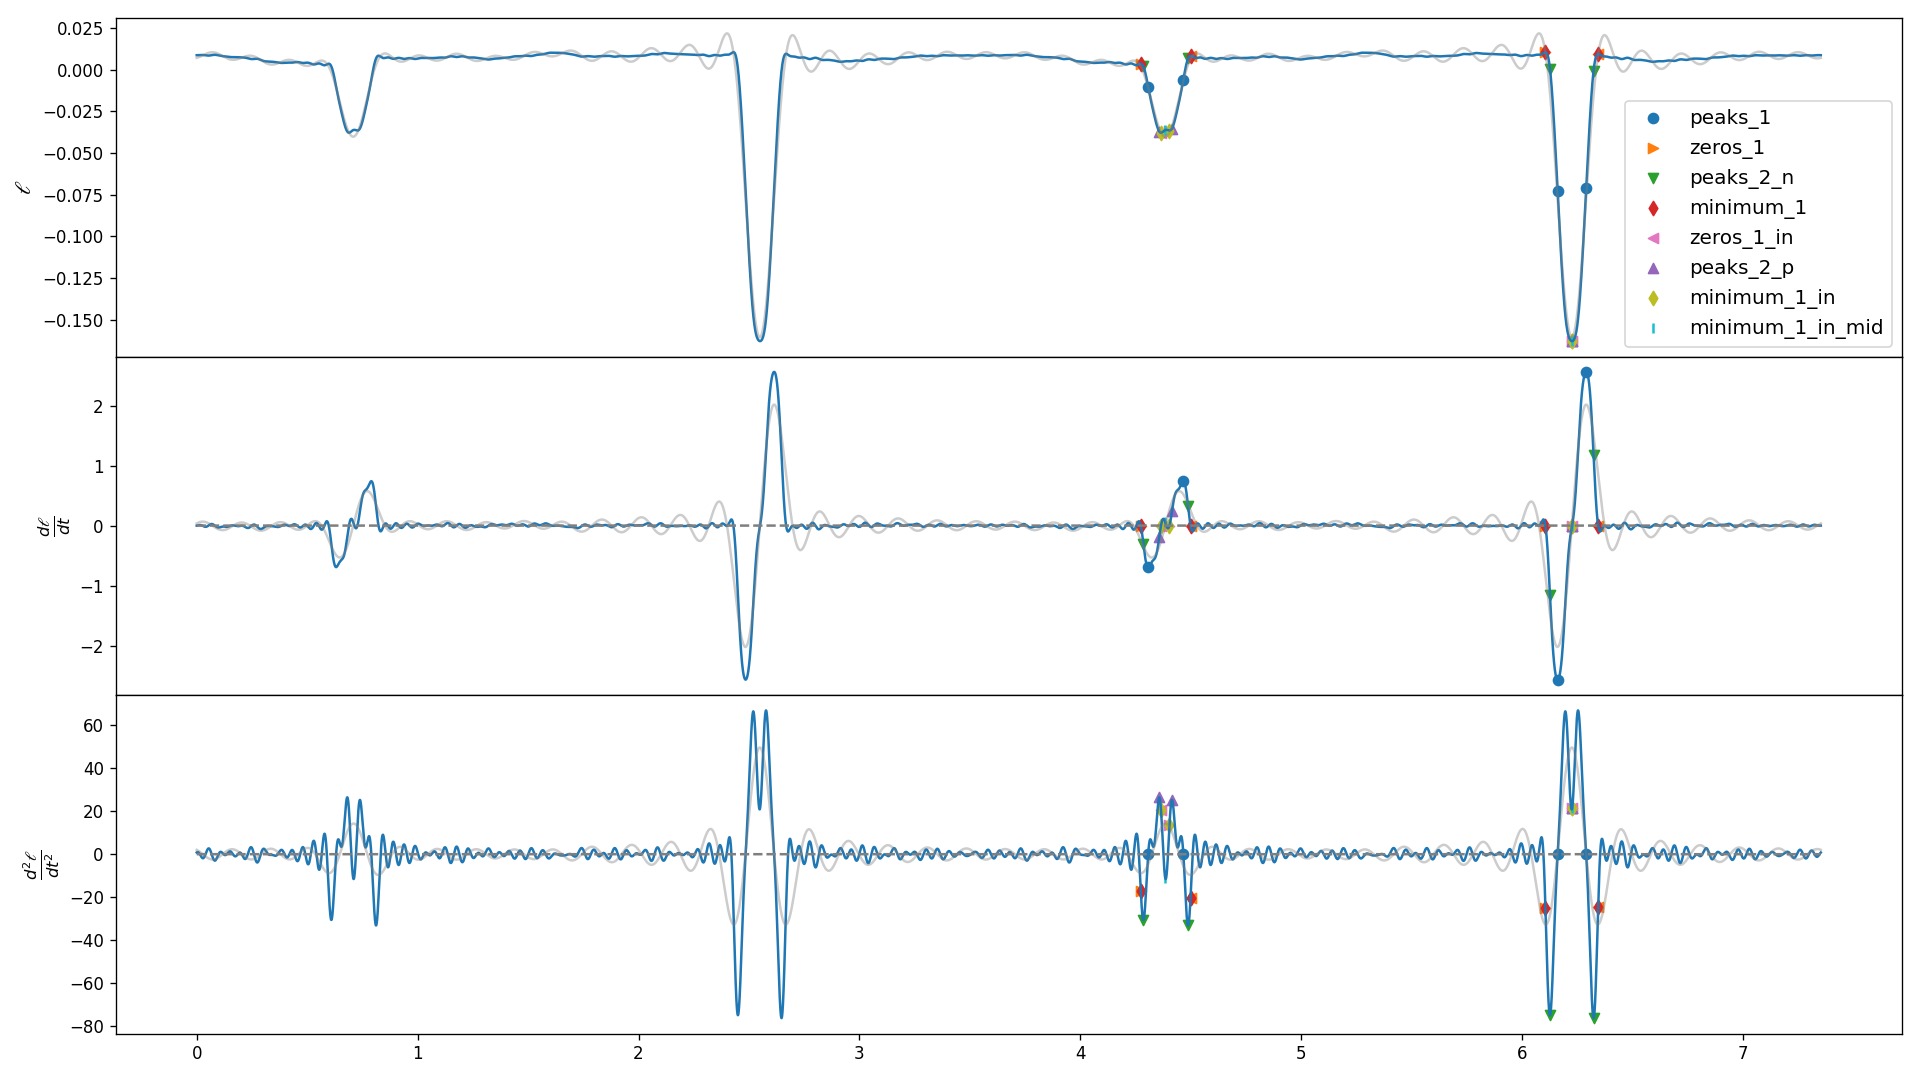 0.025
0.000
−0.025
−0.050
−0.075
−0.100
−0.125
−0.150
ℓ
peaks_1
zeros_1
peaks_2_n
minimum_1
zeros_1_in
peaks_2_p
minimum_1_in
minimum_1_in_mid
2
1
0
−1
−2
dℓ
dt
60
40
20
0
−20
−40
−60
−80
d²ℓ
dt²
0 1 2 3 4 5 6 7